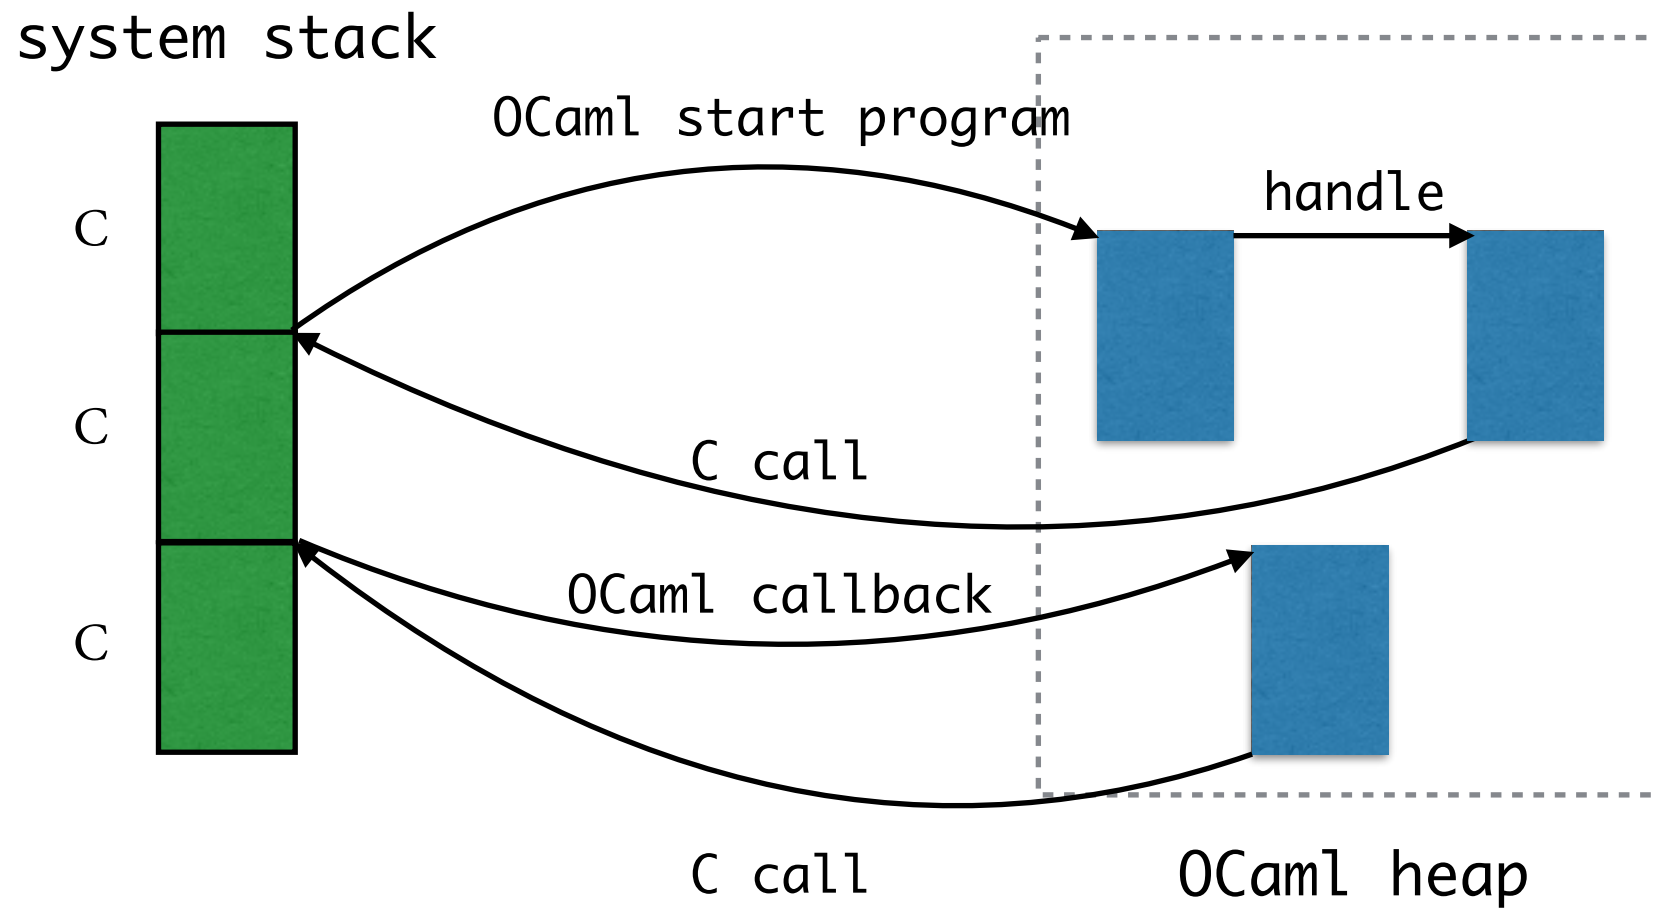 system stack
OCaml start program
handle
C
C
C call
OCaml callback
C
C call
OCaml heap